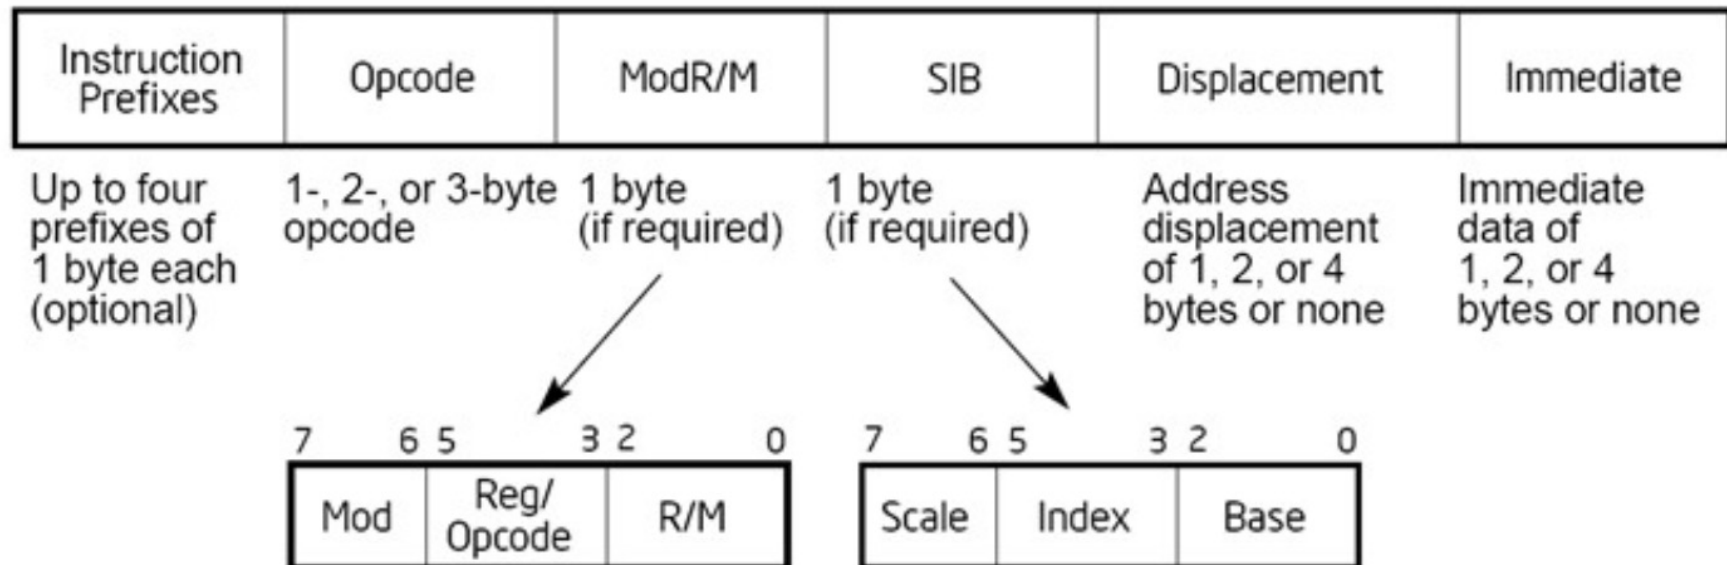 Instruction
Prefixes
Opcode
ModR/M
SIB
Displacement
Immediate
Up to four
prefixes of
1 byte each
(optional)
1-, 2-, or 3-byte
opcode
1 byte
(if required)
1 byte
(if required)
Address
displacement
of 1, 2, or 4
bytes or none
Immediate
data of
1, 2, or 4
bytes or none
7 6 5 3 2 0
Mod
Reg/
Opcode
R/M
7 6 5 3 2 0
Scale
Index
Base